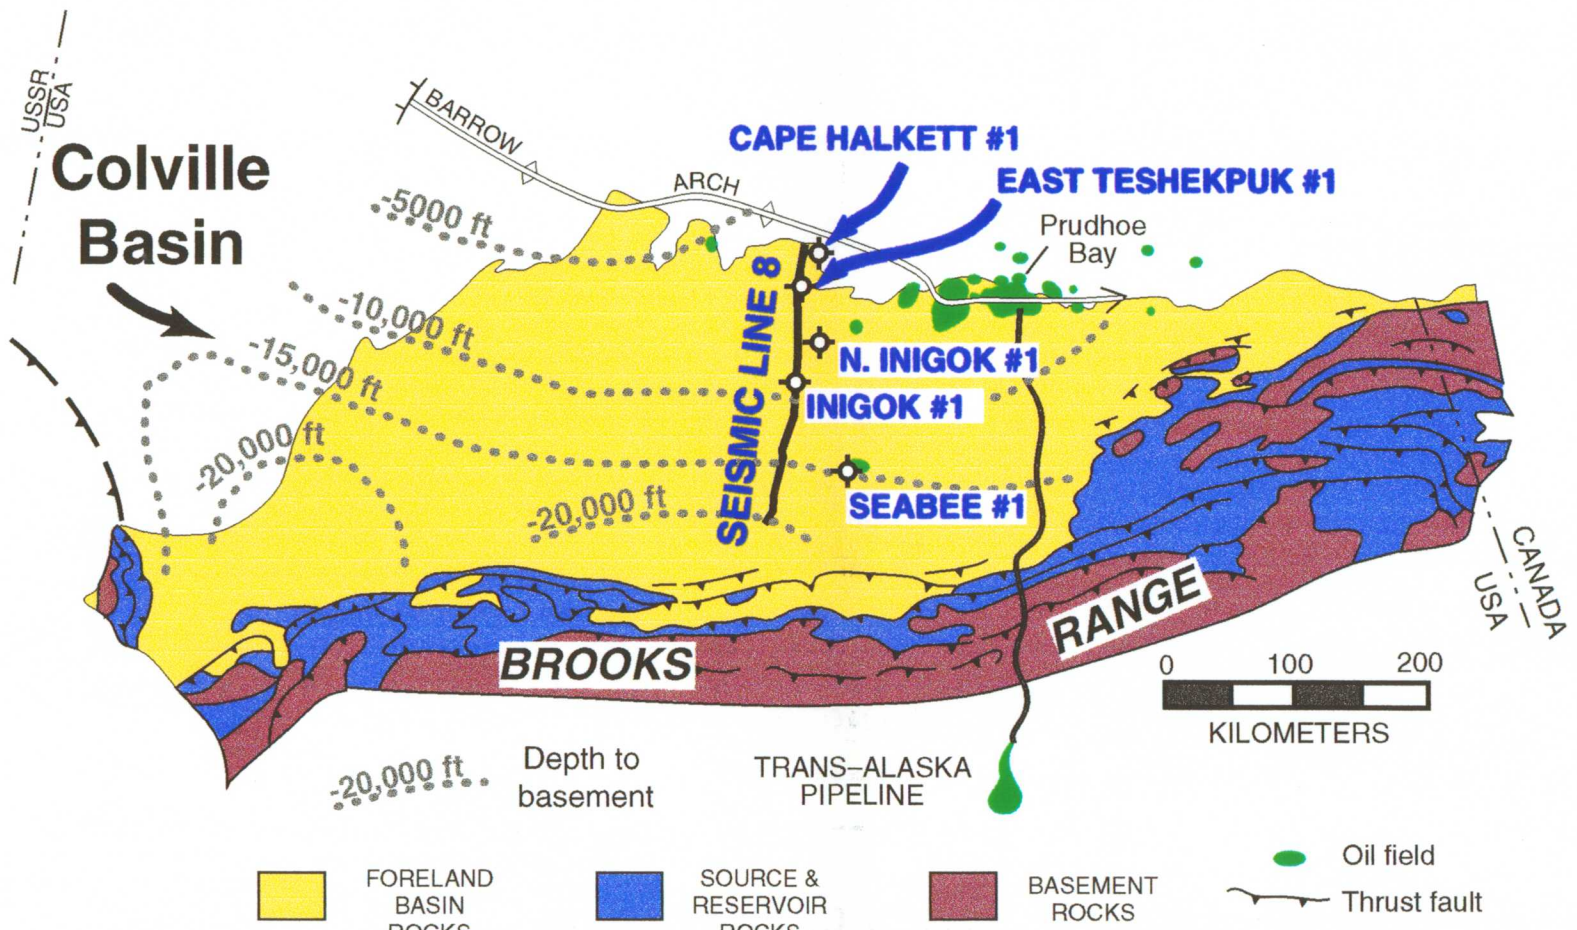 USSR
USA
Colville
Basin
BARROW
ARCH
CAPE HALKETT #1
EAST TESHEKPUK #1
Prudhoe
Bay
-5000 ft
-10,000 ft
-15,000 ft
-20,000 ft
-20,000 ft
SEISMIC LINE 8
N. INIGOK #1
INIGOK #1
SEABEE #1
BROOKS
RANGE
CANADA
USA
0 100 200
KILOMETERS
-20,000 ft
Depth to
basement
TRANS–ALASKA
PIPELINE
FORELAND
BASIN
ROCKS
SOURCE &
RESERVOIR
ROCKS
BASEMENT
ROCKS
Oil field
Thrust fault